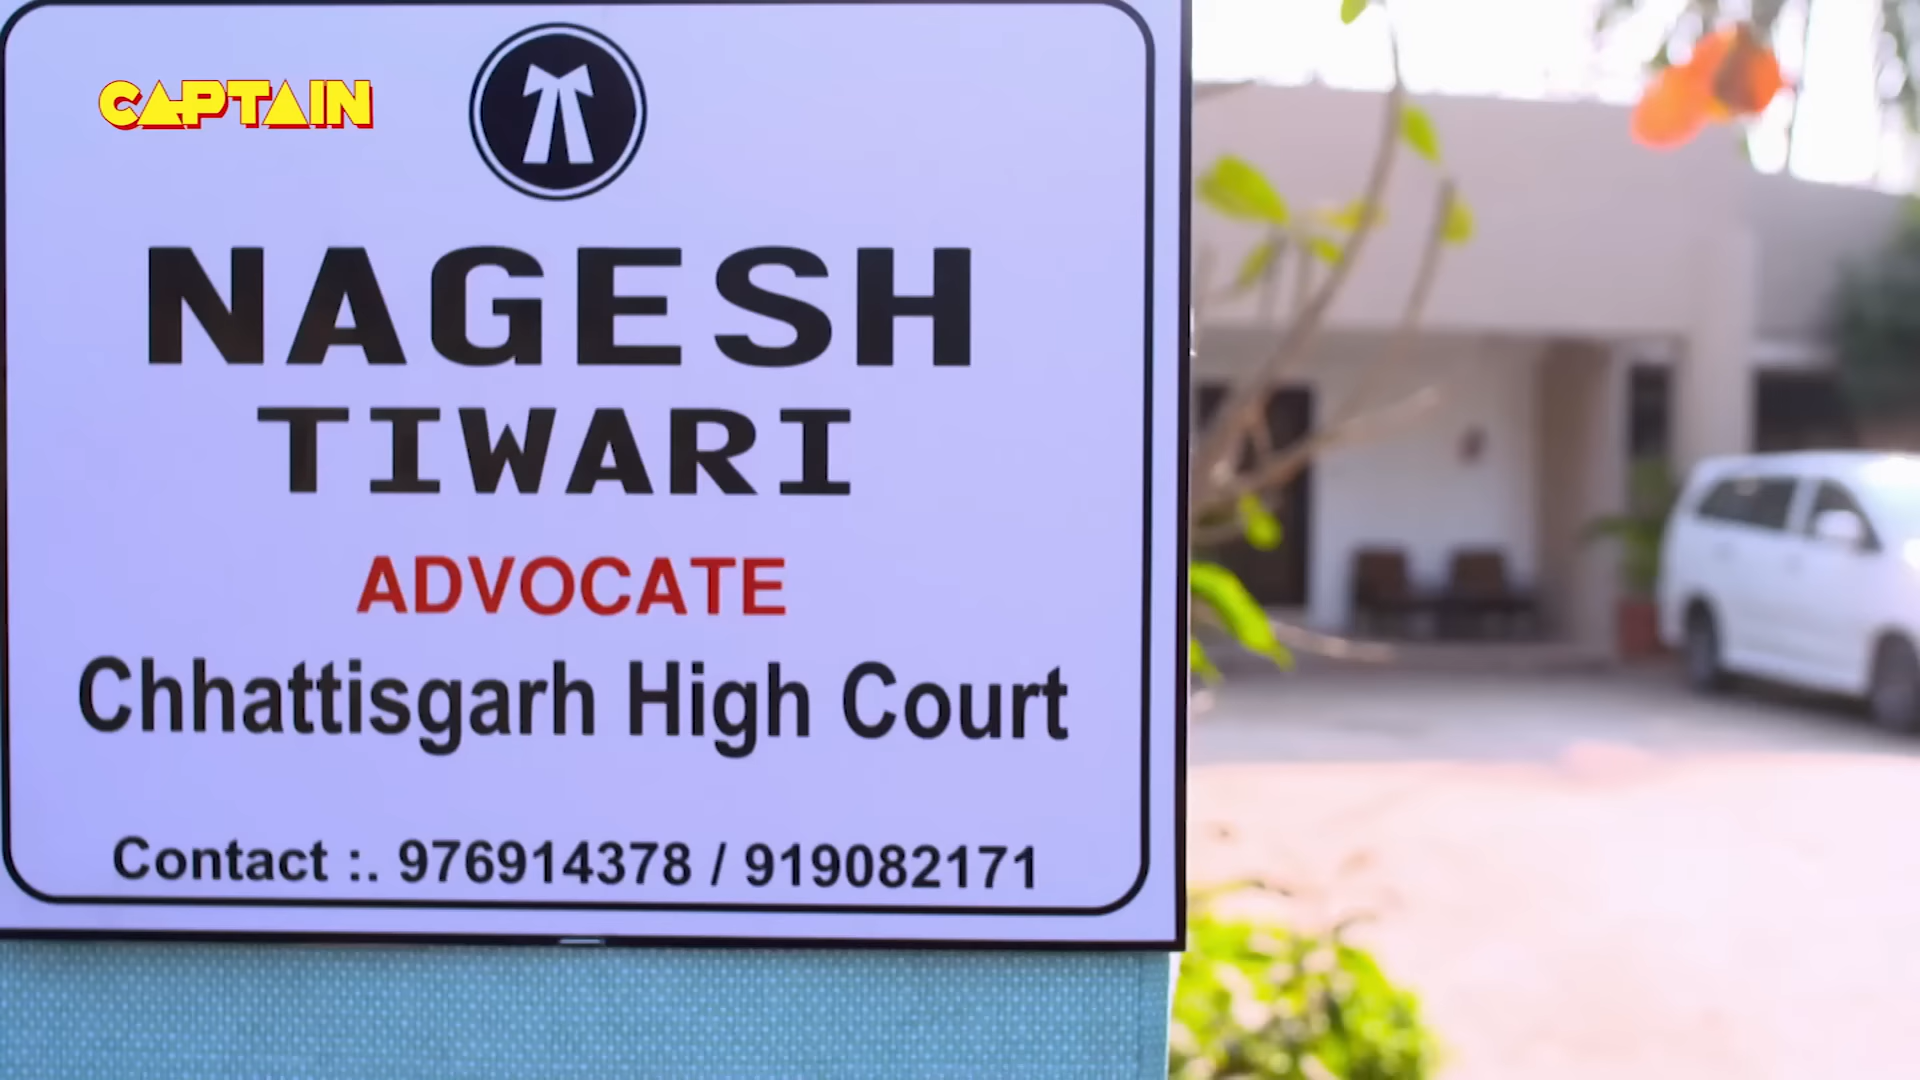 CAPTAIN
NAGESH
TIWARI
ADVOCATE
Chhattisgarh High Court
Contact :. 976914378 / 919082171